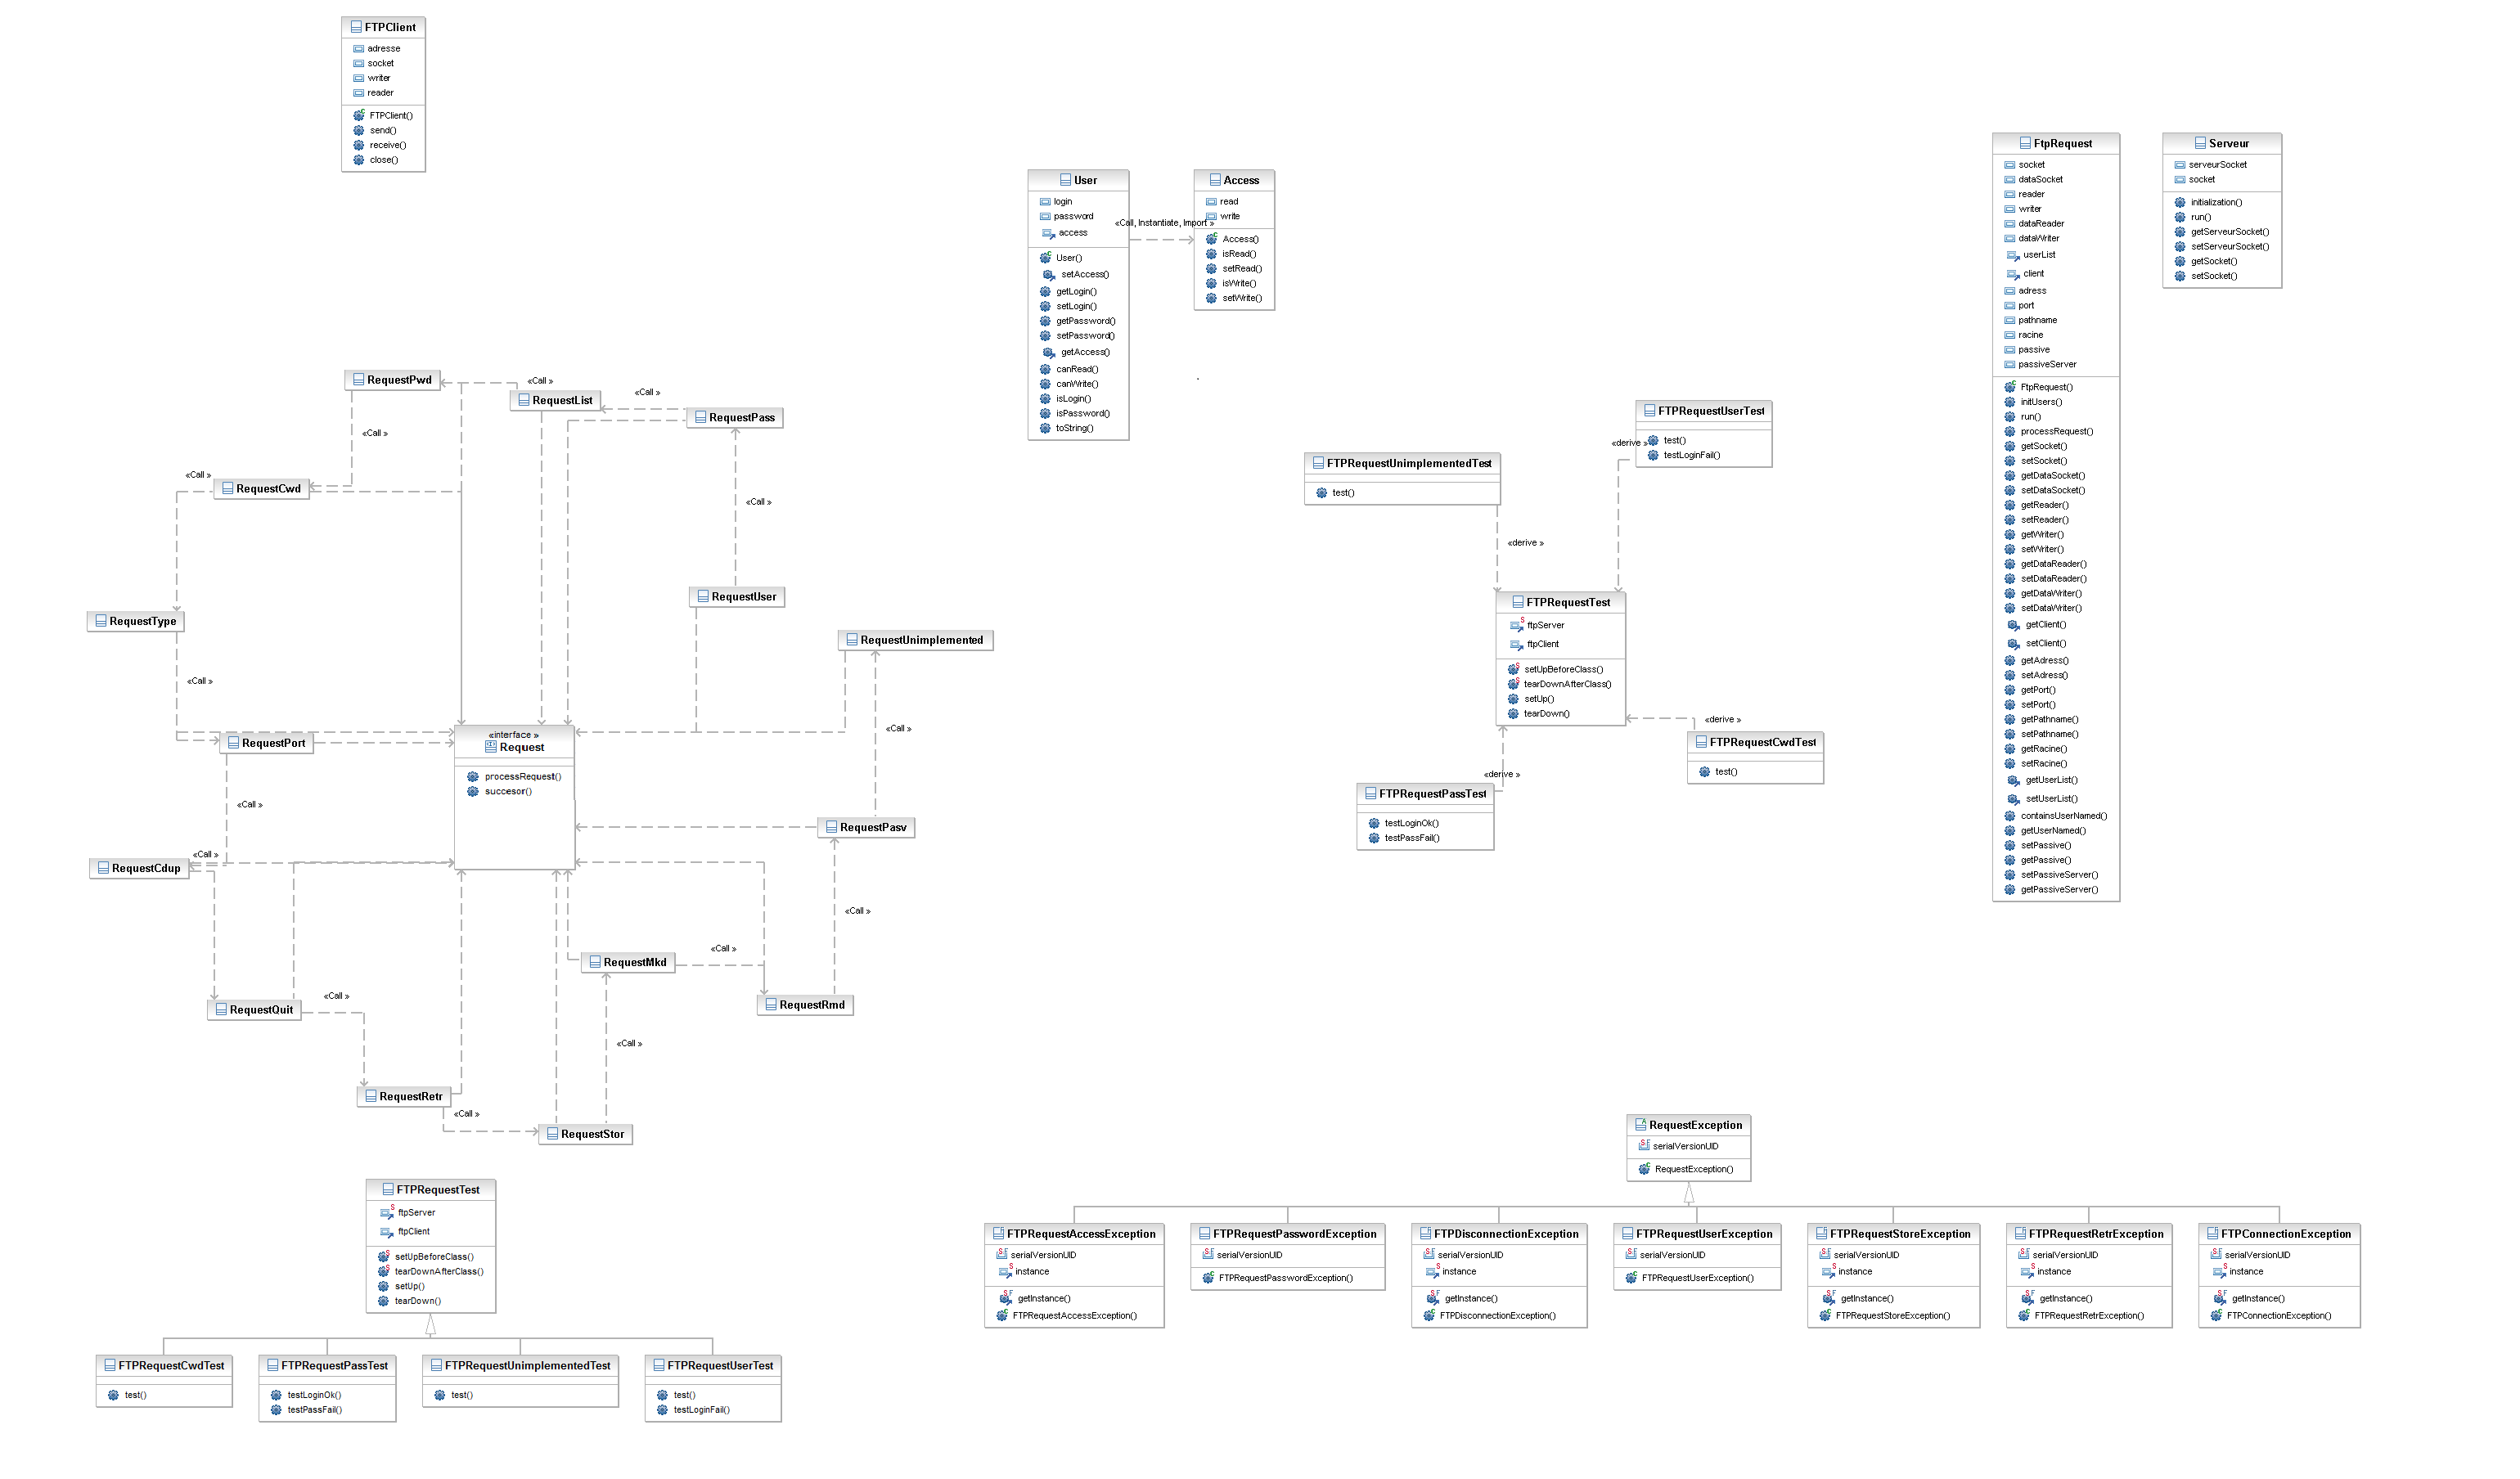 FTPClient
adresse
socket
writer
reader
FTPClient()
send()
receive()
close()
User
login
password
access
User()
setAccess()
getLogin()
setLogin()
getPassword()
setPassword()
getAccess()
canRead()
canWrite()
isLogin()
isPassword()
toString()
«Call, Instantiate, Import »
Access
read
write
Access()
isRead()
setRead()
isWrite()
setWrite()
FtpRequest
socket
dataSocket
reader
writer
dataReader
dataWriter
userList
client
adress
port
pathname
racine
passive
passiveServer
FtpRequest()
initUsers()
run()
processRequest()
getSocket()
setSocket()
getDataSocket()
setDataSocket()
getReader()
setReader()
getWriter()
setWriter()
getDataReader()
setDataReader()
getDataWriter()
setDataWriter()
getClient()
setClient()
getAdress()
setAdress()
getPort()
setPort()
getPathname()
setPathname()
getRacine()
setRacine()
getUserList()
setUserList()
containsUserNamed()
getUserNamed()
setPassive()
getPassive()
setPassiveServer()
getPassiveServer()
Serveur
serveurSocket
socket
initialization()
run()
getServeurSocket()
setServeurSocket()
getSocket()
setSocket()
RequestPwd
«Call »
RequestList
«Call »
RequestPass
«Call »
«Call »
RequestCwd
«Call »
RequestUser
RequestType
RequestUnimplemented
«Call »
«Call »
RequestPort
«interface »
Request
processRequest()
succesor()
«Call »
RequestPasv
«Call »
RequestCdup
«Call »
RequestMkd
«Call »
RequestRmd
«Call »
RequestQuit
«Call »
RequestRetr
«Call »
RequestStor
FTPRequestUserTest
test()
testLoginFail()
«derive »
FTPRequestUnimplementedTest
test()
«derive »
FTPRequestTest
ftpServer
ftpClient
setUpBeforeClass()
tearDownAfterClass()
setUp()
tearDown()
«derive »
FTPRequestCwdTest
test()
«derive »
FTPRequestPassTest
testLoginOk()
testPassFail()
FTPRequestTest
ftpServer
ftpClient
setUpBeforeClass()
tearDownAfterClass()
setUp()
tearDown()
FTPRequestCwdTest
test()
FTPRequestPassTest
testLoginOk()
testPassFail()
FTPRequestUnimplementedTest
test()
FTPRequestUserTest
test()
testLoginFail()
RequestException
serialVersionUID
RequestException()
FTPRequestAccessException
serialVersionUID
instance
getInstance()
FTPRequestAccessException()
FTPRequestPasswordException
serialVersionUID
FTPRequestPasswordException()
FTPDisconnectionException
serialVersionUID
instance
getInstance()
FTPDisconnectionException()
FTPRequestUserException
serialVersionUID
FTPRequestUserException()
FTPRequestStoreException
serialVersionUID
instance
getInstance()
FTPRequestStoreException()
FTPRequestRetrException
serialVersionUID
instance
getInstance()
FTPRequestRetrException()
FTPConnectionException
serialVersionUID
instance
getInstance()
FTPConnectionException()